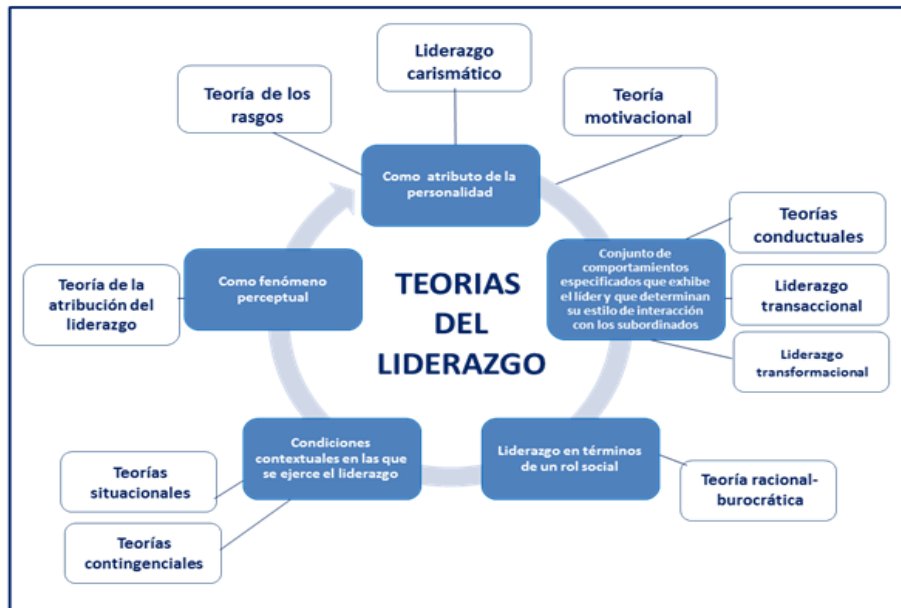 Liderazgo
carismático
Teoría de los
rasgos
Teoría
motivacional
Como atributo de la
personalidad
Teorías
conductuales
Conjunto de
comportamientos
especificados que exhibe
el líder y que determinan
su estilo de interacción
con los subordinados
Liderazgo
transaccional
Liderazgo
transformacional
Como fenómeno
perceptual
Teoría de la
atribución del
liderazgo
TEORIAS
DEL
LIDERAZGO
Condiciones
contextuales en las que
se ejerce el liderazgo
Liderazgo en términos
de un rol social
Teorías
situacionales
Teorías
contingenciales
Teoría racional-
burocrática